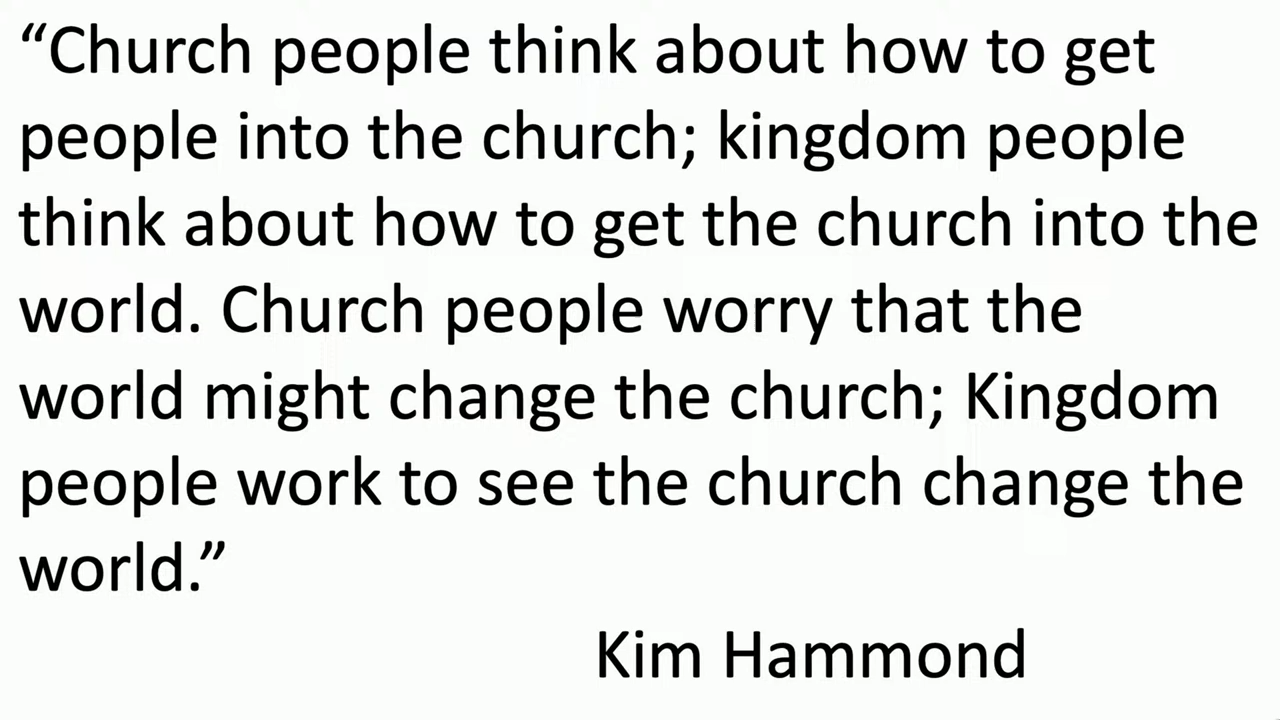 “Church people think about how to get
people into the church; kingdom people
think about how to get the church into the
world. Church people worry that the
world might change the church; Kingdom
people work to see the church change the
world.”
Kim Hammond